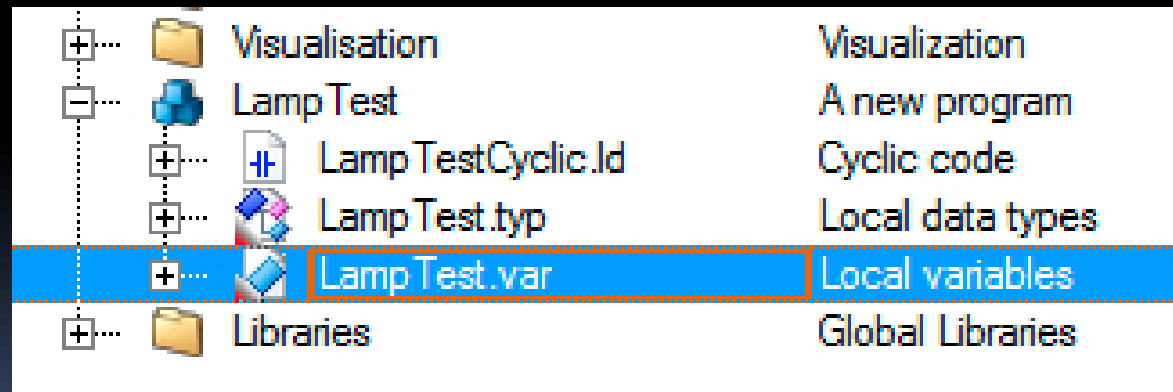 Visualisation Visualization
LampTest A new program
LampTestCyclic.ld Cyclic code
LampTest.typ Local data types
LampTest.var Local variables
Libraries Global Libraries